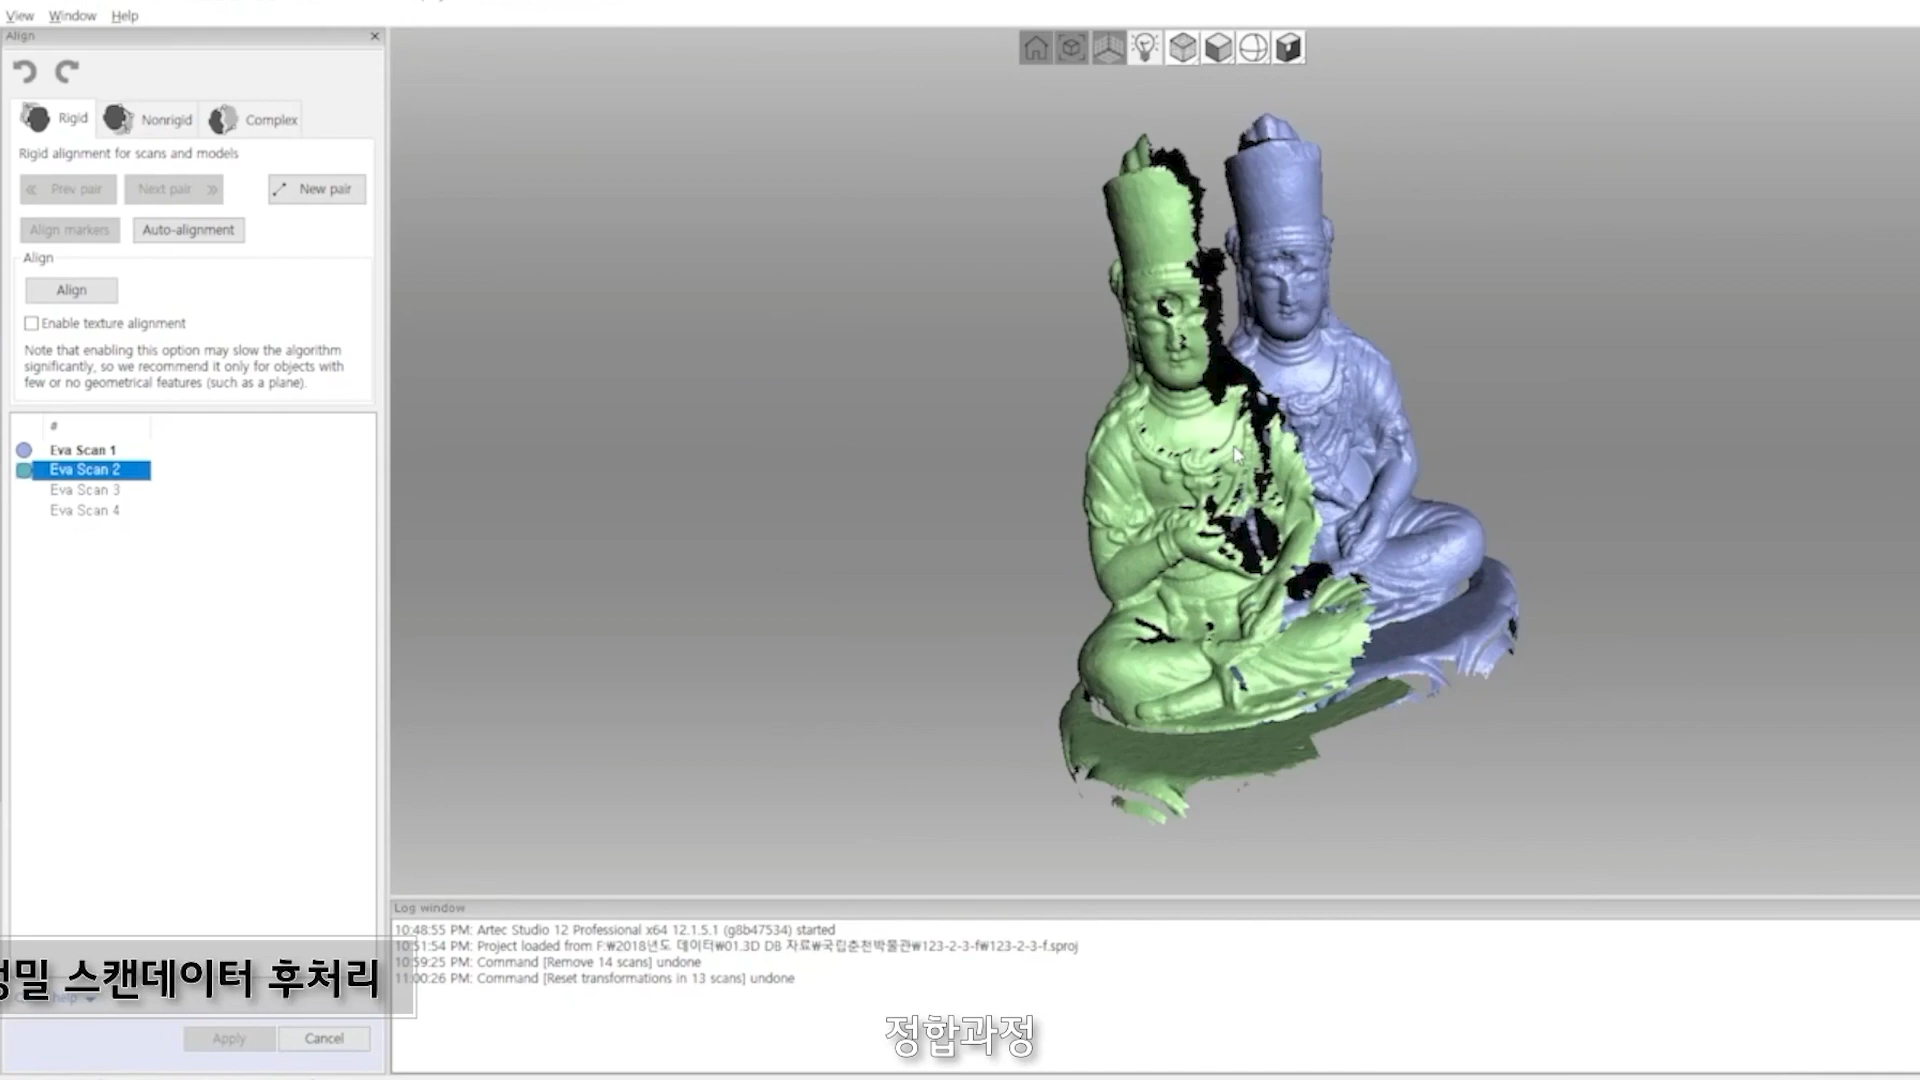 View Window Help
Align
Rigid Nonrigid Complex
Rigid alignment for scans and models
Prev pair Next pair New pair
Align markers Auto-alignment
Align
Align
Enable texture alignment
Note that enabling this option may slow the algorithm
significantly, so we recommend it only for objects with
few or no geometrical features (such as a plane).
#
Eva Scan 1
Eva Scan 2
Eva Scan 3
Eva Scan 4
Log window
10:48:55 PM: Artec Studio 12 Professional x64 12.1.5.1 (g8b47534) started
10:51:54 PM: Project loaded from F:₩2018년도 데이터₩01.3D DB 자료₩국립춘천박물관₩123-2-3-f₩123-2-3-f.sproj
10:59:25 PM: Command [Remove 14 scans] undone
11:00:26 PM: Command [Reset transformations in 13 scans] undone
정밀 스캔데이터 후처리
help
Apply Cancel
정합과정